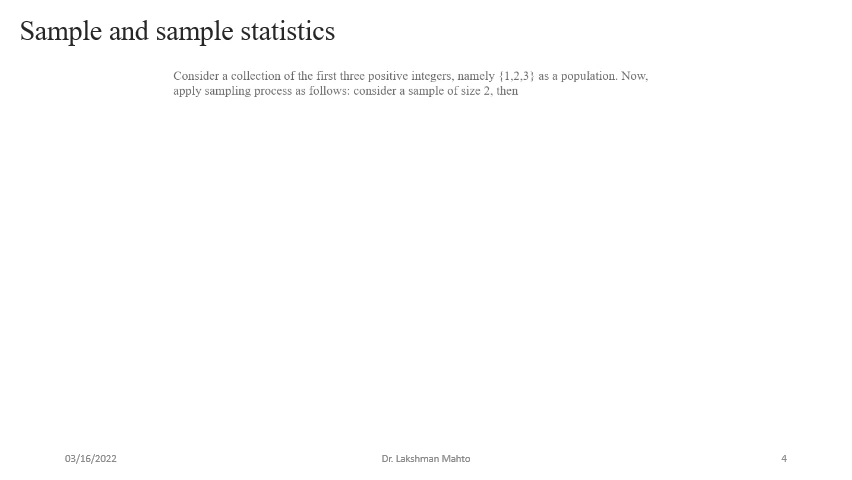 Sample and sample statistics
Consider a collection of the first three positive integers, namely {1,2,3} as a population. Now,
apply sampling process as follows: consider a sample of size 2, then
03/16/2022
Dr. Lakshman Mahto
4